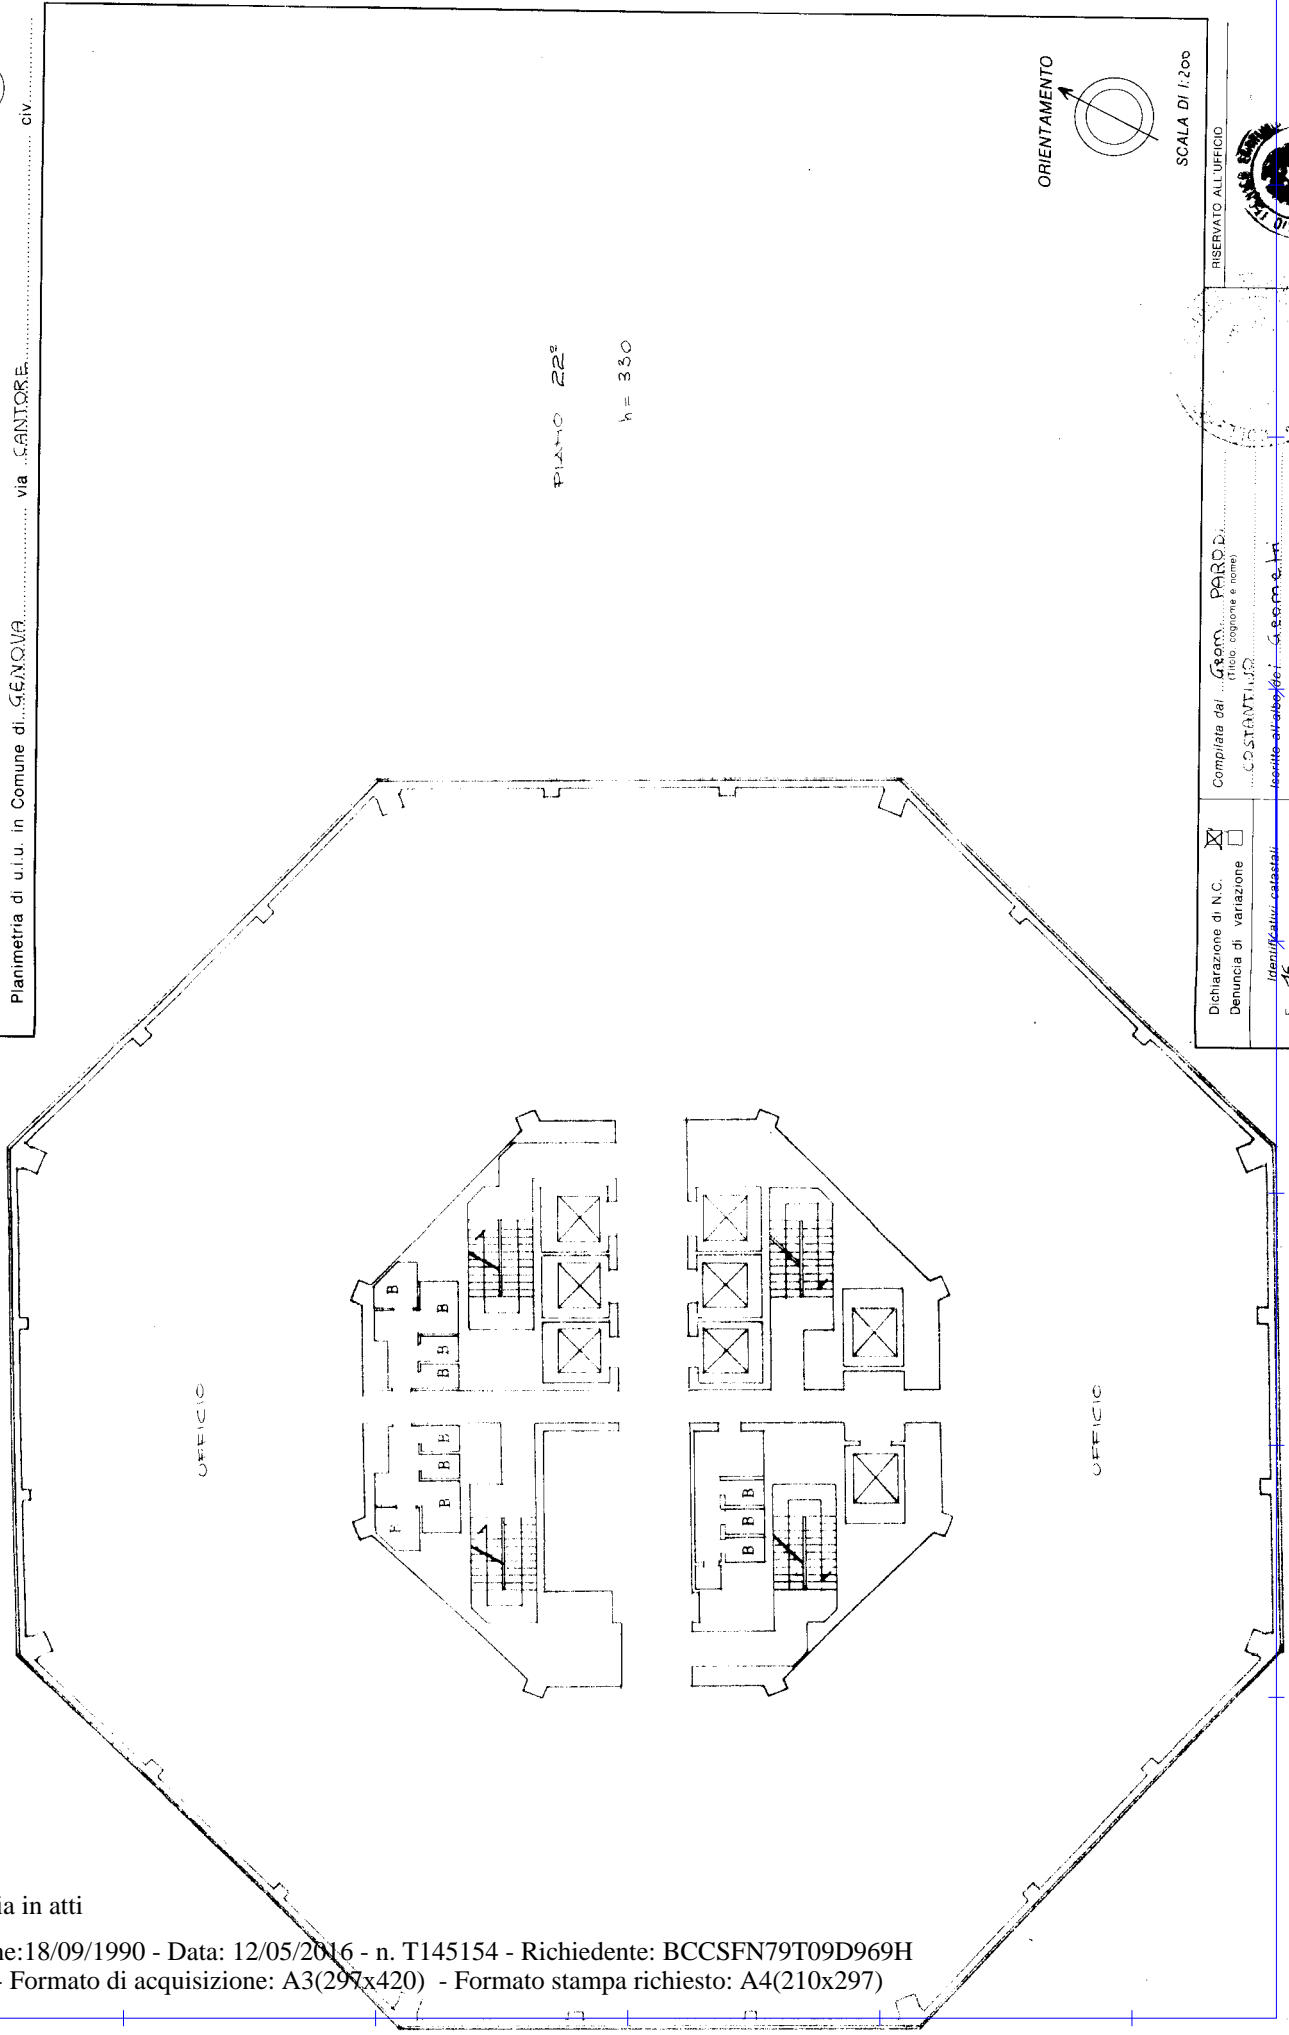 Planimetria di u.i.u. in Comune di GENOVA via CANTORE civ
ORIENTAMENTO
SCALA DI 1:200
PIANO 22º
h = 330
RISERVATO ALL'UFFICIO
Compilata dal Geom. PARODI
(Titolo, cognome e nome)
COSTANTINO
Iscritto all'albo dei Geometri
Dichiarazione di N.C.
Denuncia di variazione
Identificativi catastali
F. 46
UFFICIO
UFFICIO
B
B
B
B
B
B
B
B
B
B
ia in atti
ne:18/09/1990 - Data: 12/05/2016 - n. T145154 - Richiedente: BCCSFN79T09D969H
- Formato di acquisizione: A3(297x420) - Formato stampa richiesto: A4(210x297)